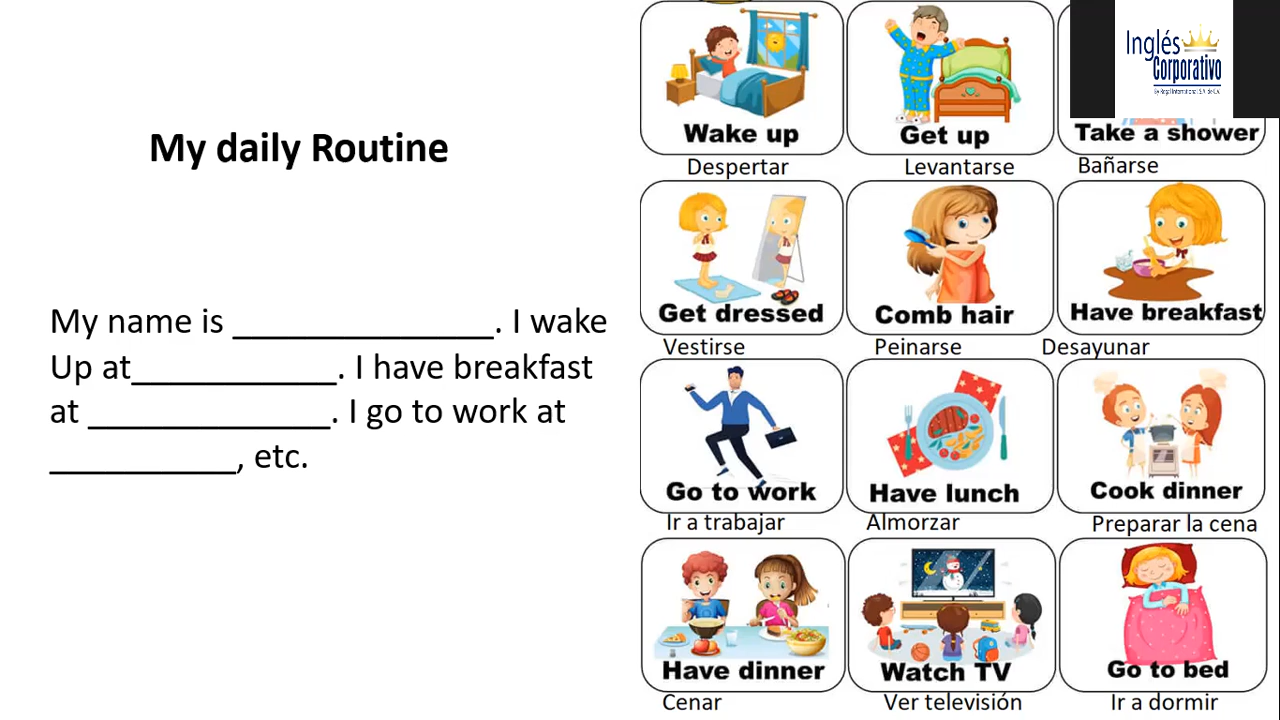 My daily Routine
My name is ______________. I wake
Up at___________. I have breakfast
at _____________. I go to work at
__________, etc.
Inglés
Corporativo
Wake up
Get up
Take a shower
Despertar
Levantarse
Bañarse
Get dressed
Comb hair
Have breakfast
Vestirse
Peinarse
Desayunar
Go to work
Have lunch
Cook dinner
Ir a trabajar
Almorzar
Preparar la cena
Have dinner
Watch TV
Go to bed
Cenar
Ver televisión
Ir a dormir